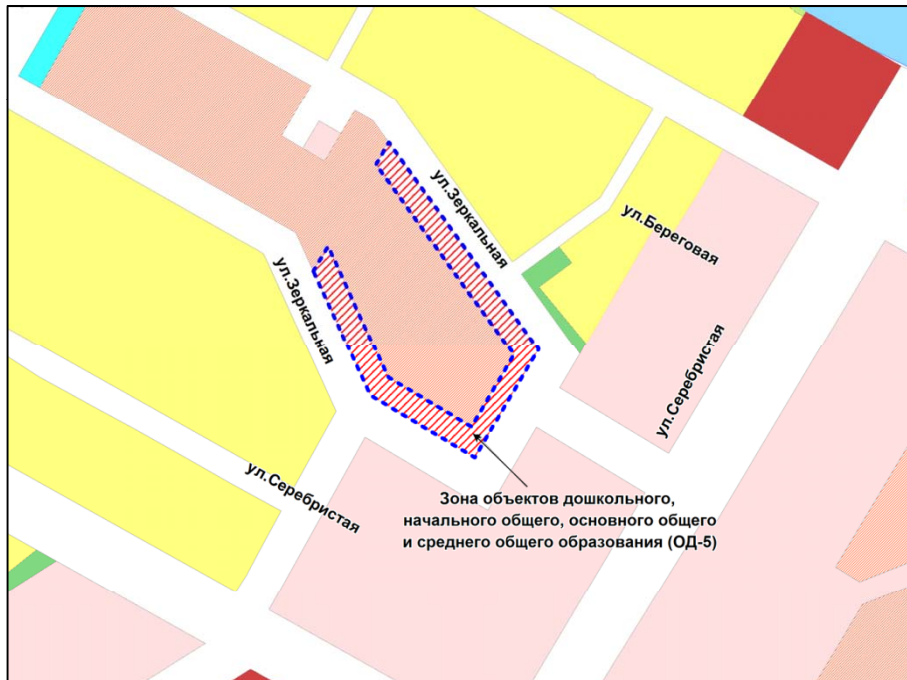 ул.Зеркальная
ул.Береговая
ул.Зеркальная
ул.Серебристая
ул.Серебристая
Зона объектов дошкольного,
начального общего, основного общего
и среднего общего образования (ОД-5)